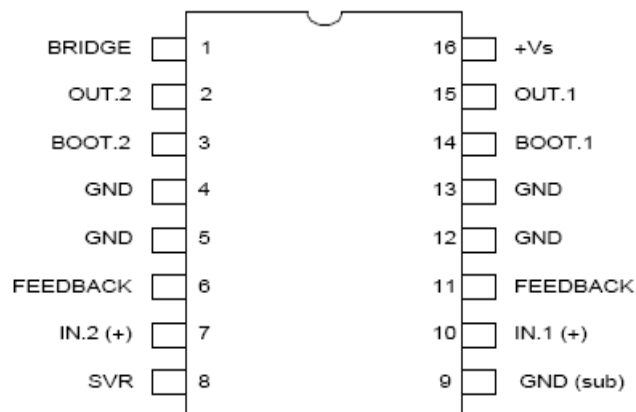 BRIDGE 1 16 +Vs
OUT.2 2 15 OUT.1
BOOT.2 3 14 BOOT.1
GND 4 13 GND
GND 5 12 GND
FEEDBACK 6 11 FEEDBACK
IN.2 (+) 7 10 IN.1 (+)
SVR 8 9 GND (sub)